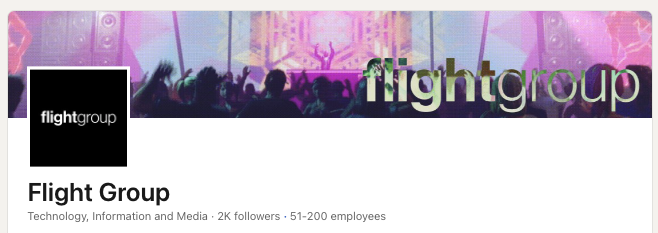 flightgroup
flightgroup
Flight Group
Technology, Information and Media · 2K followers · 51-200 employees